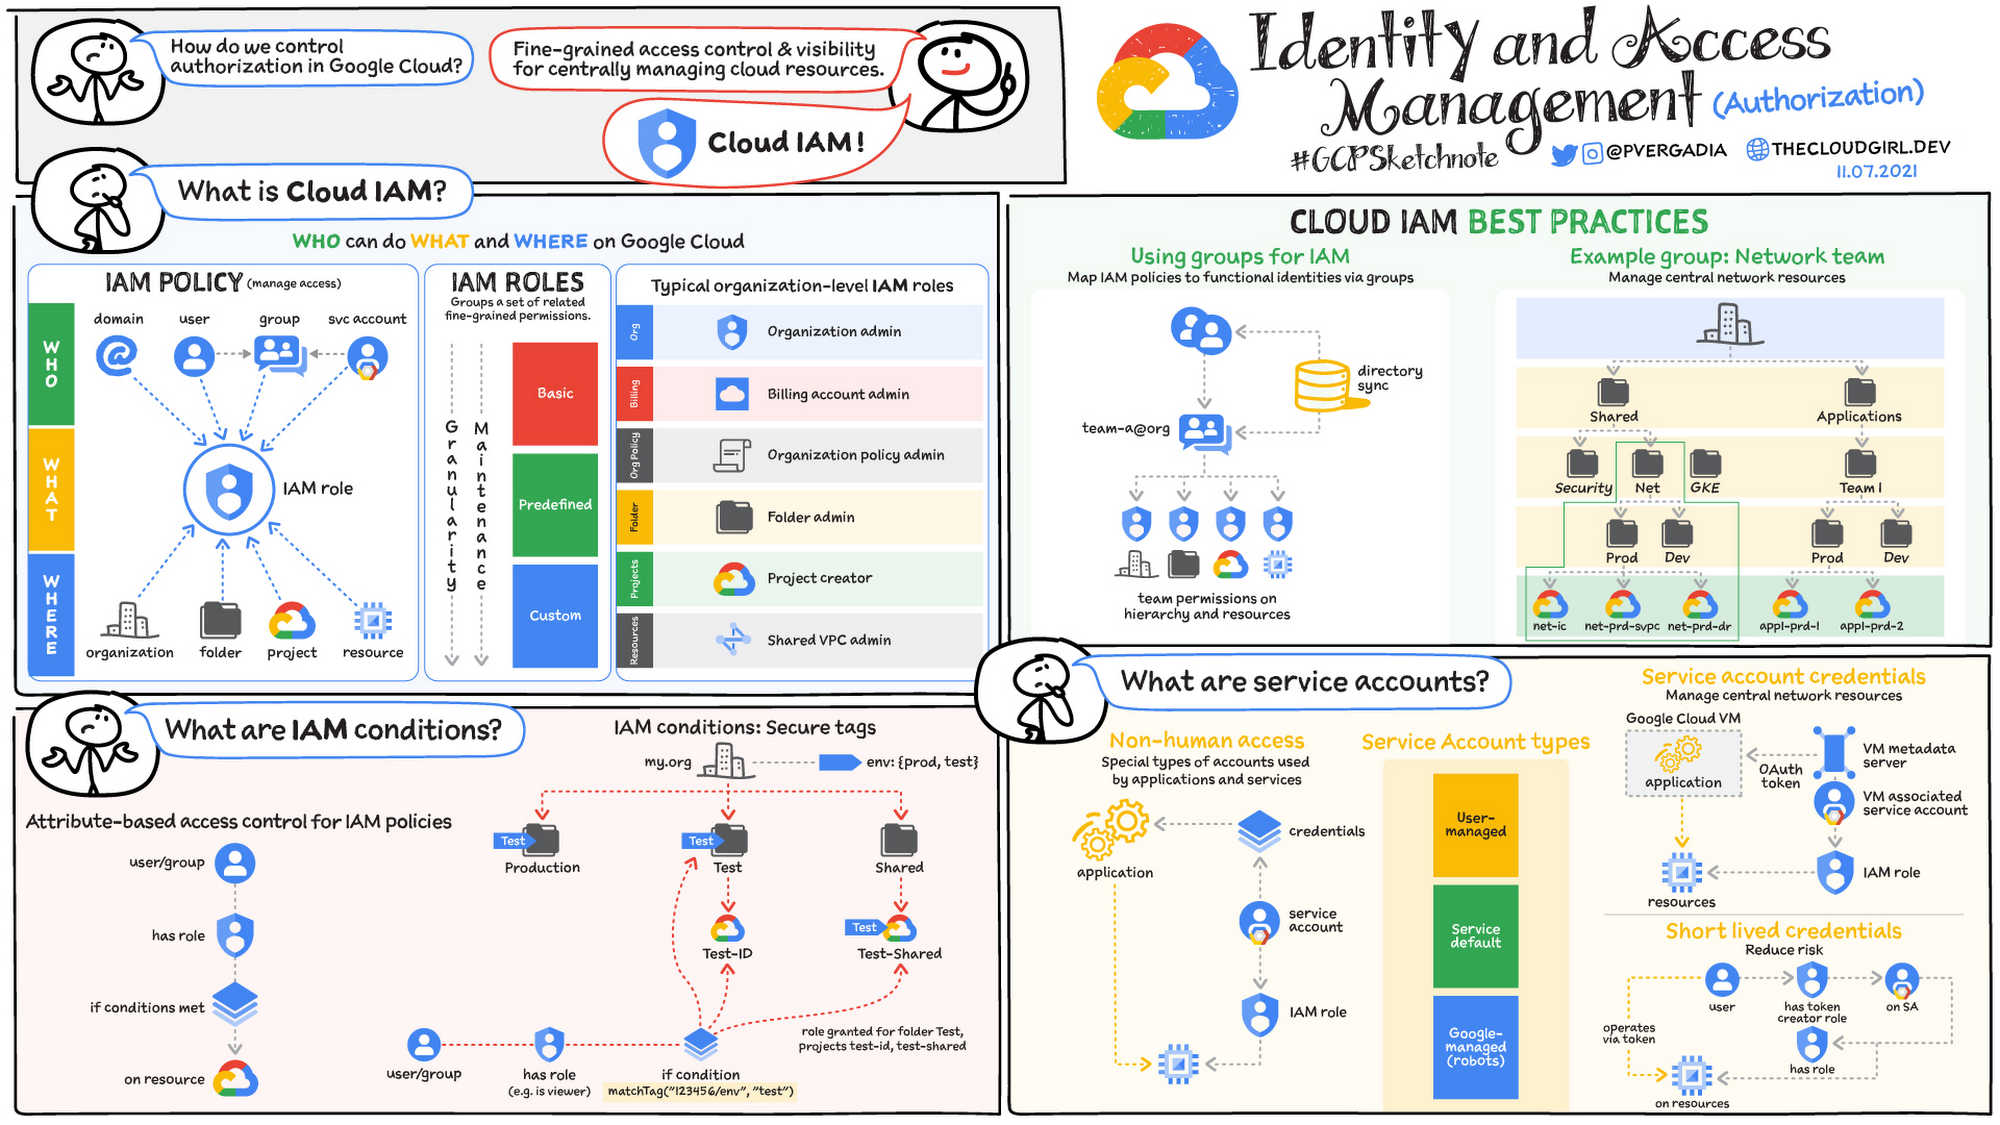 How do we control
authorization in Google Cloud?
Fine-grained access control & visibility
for centrally managing cloud resources.
Cloud IAM!
Identity and Access
Management (Authorization)
#GCPSketchnote
@PVERGADIA
THECLOUDGIRL.DEV
11.07.2021
What is Cloud IAM?
WHO can do WHAT and WHERE on Google Cloud
IAM POLICY (manage access)
WHO
domain
user
group
svc account
WHAT
IAM role
WHERE
organization
folder
project
resource
IAM ROLES
Groups a set of related
fine-grained permissions.
Granularity
Maintenance
Basic
Predefined
Custom
Typical organization-level IAM roles
Org
Organization admin
Billing
Billing account admin
Org Policy
Organization policy admin
Folder
Folder admin
Projects
Project creator
Resources
Shared VPC admin
CLOUD IAM BEST PRACTICES
Using groups for IAM
Map IAM policies to functional identities via groups
directory
sync
team-a@org
team permissions on
hierarchy and resources
Example group: Network team
Manage central network resources
Shared
Applications
Security
Net
GKE
Team 1
Prod
Dev
Prod
Dev
net-ic
net-prd-svpc
net-prd-dr
appl-prd-1
appl-prd-2
What are IAM conditions?
Attribute-based access control for IAM policies
user/group
has role
if conditions met
on resource
IAM conditions: Secure tags
my.org
env: {prod, test}
Test
Production
Test
Test
Shared
Test-ID
Test
Test-Shared
role granted for folder Test,
projects test-id, test-shared
user/group
has role
(e.g. is viewer)
if condition
matchTag("123456/env", "test")
What are service accounts?
Non-human access
Special types of accounts used
by applications and services
application
credentials
service
account
IAM role
Service Account types
User-
managed
Service
default
Google-
managed
(robots)
Service account credentials
Manage central network resources
Google Cloud VM
application
OAuth
token
VM metadata
server
VM associated
service account
IAM role
resources
Short lived credentials
Reduce risk
user
has token
creator role
on SA
operates
via token
has role
on resources